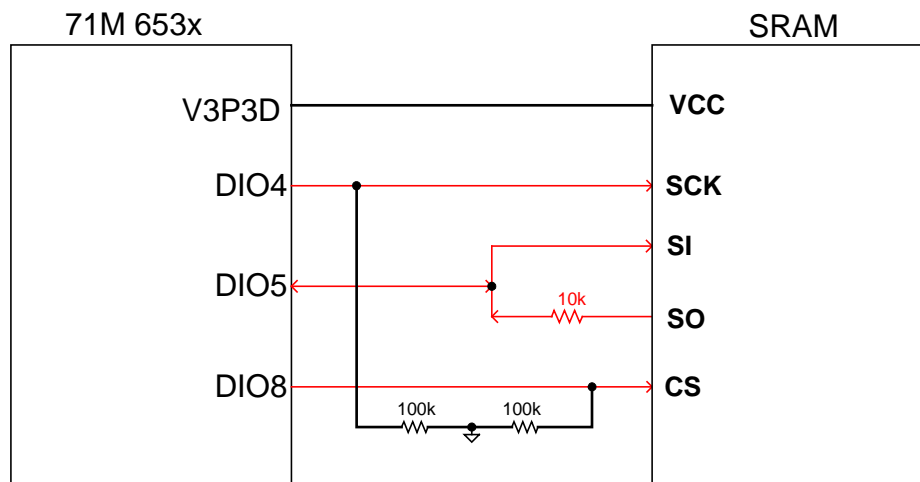 71M 653x
SRAM
V3P3D
VCC
DIO4
SCK
SI
DIO5
10k
SO
DIO8
CS
100k
100k